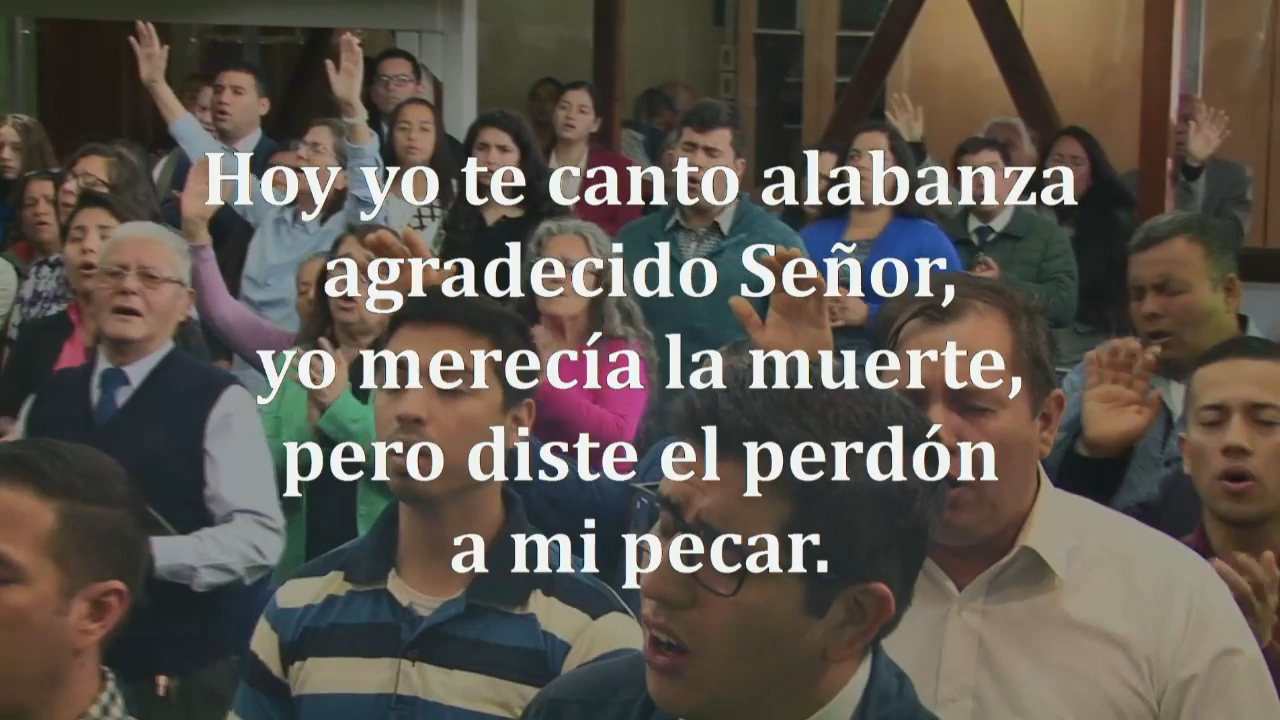 Hoy yo te canto alabanza
agradecido Señor,
yo merecía la muerte,
pero diste el perdón
a mi pecar.